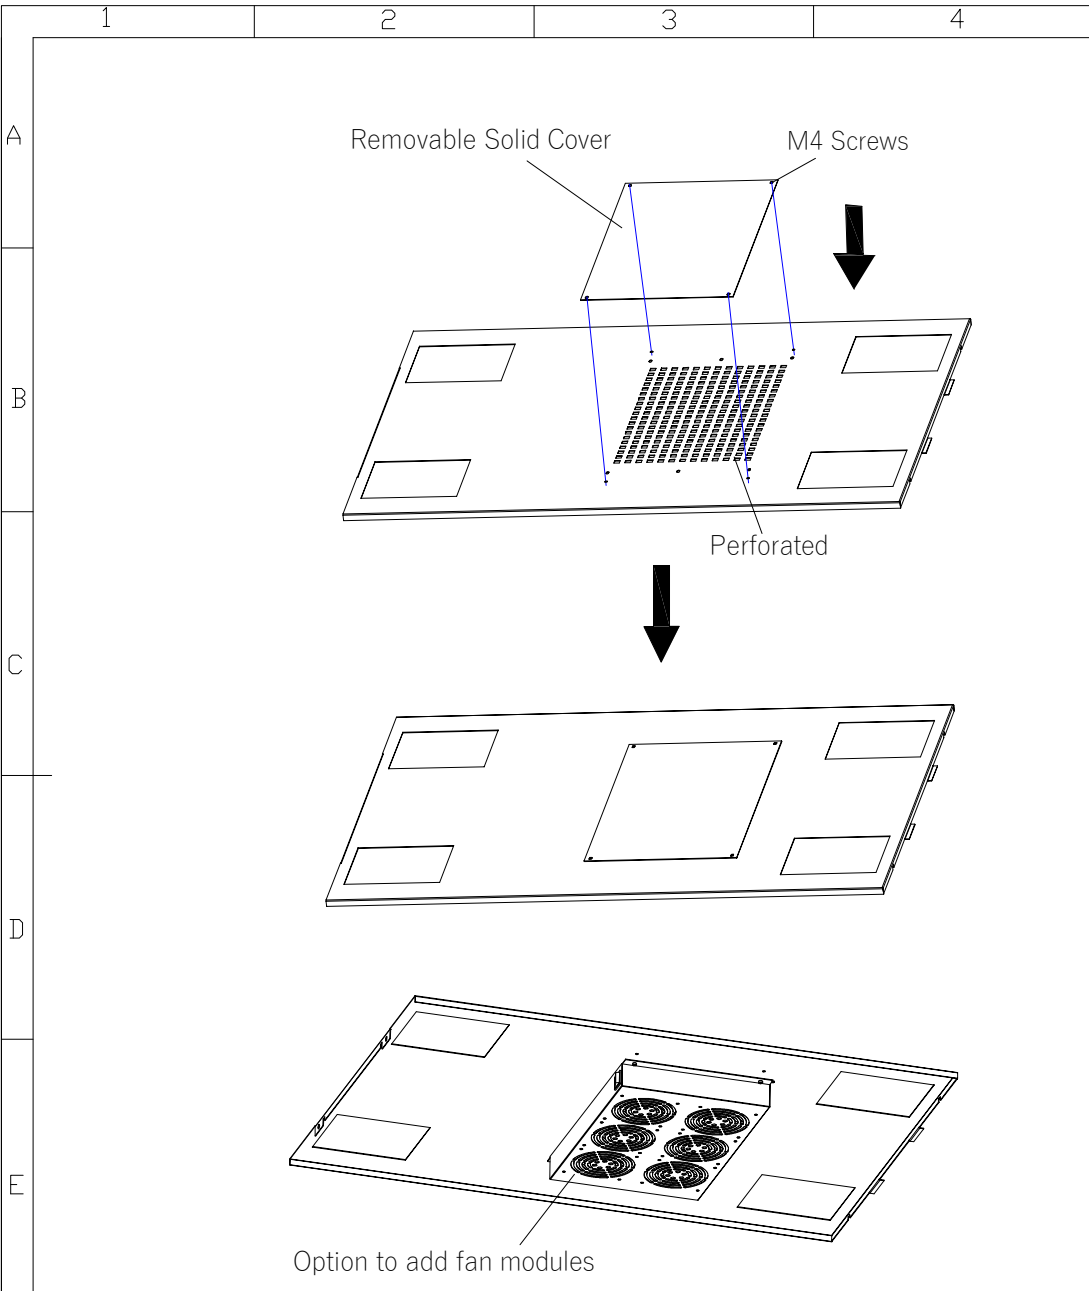 1 2 3 4
A
Removable Solid Cover M4 Screws
B
Perforated
C
D
E
Option to add fan modules